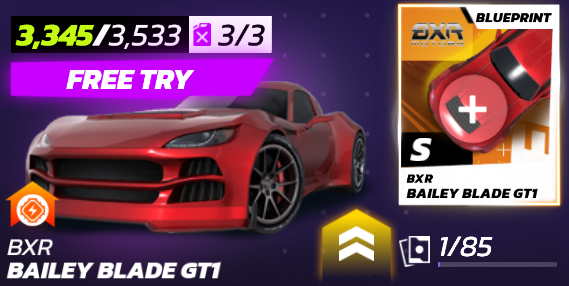 3,345/3,533 3/3
FREE TRY
BXR
BAILEY BLADE GT1
BLUEPRINT
BXR
S
BXR
BAILEY BLADE GT1
1/85